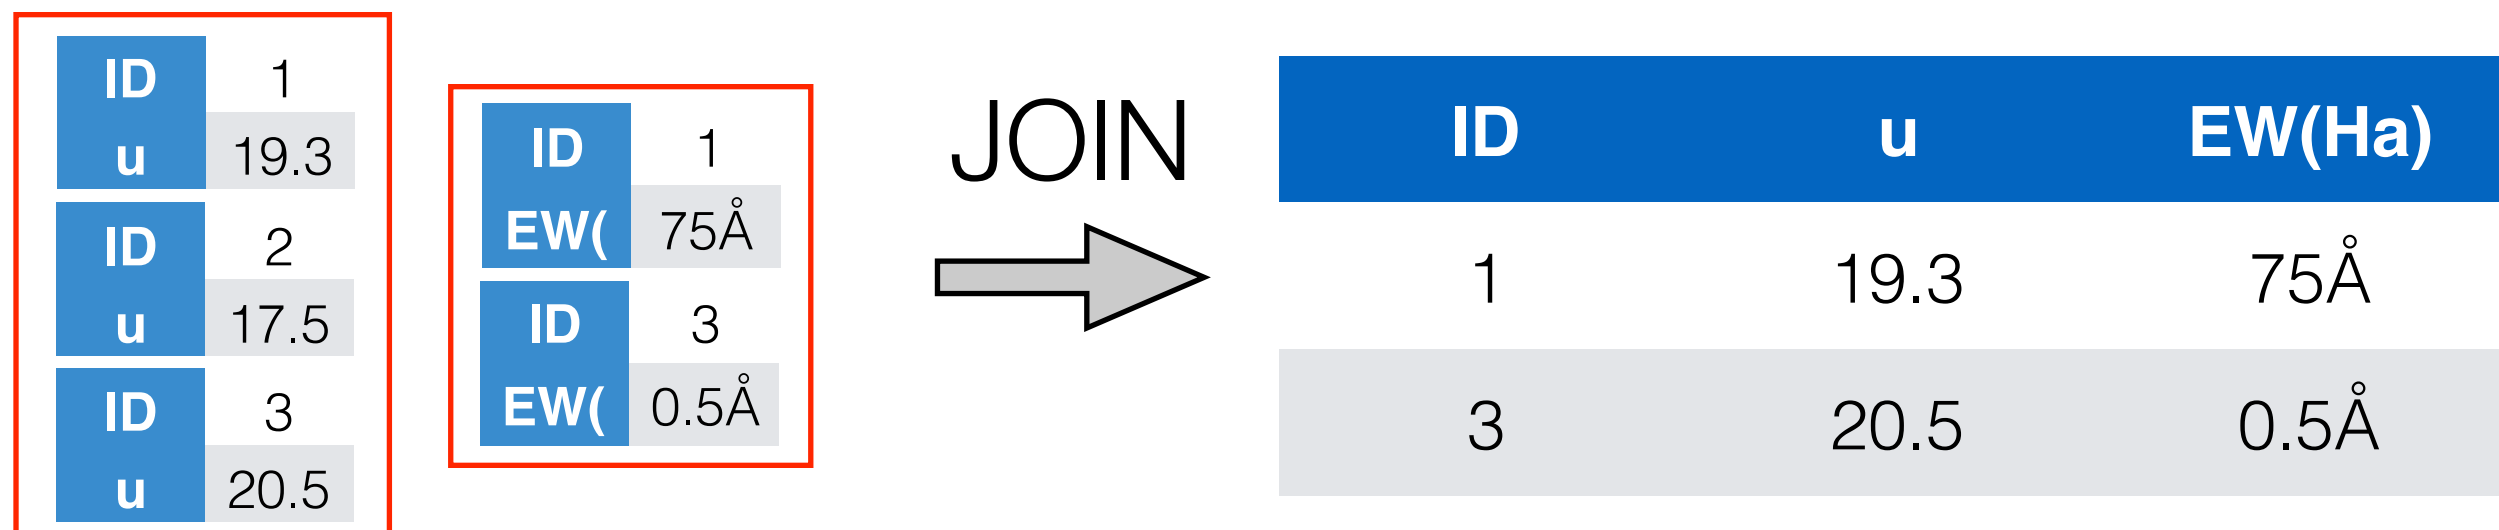 ID 1
u 19.3
ID 2
u 17.5
ID 3
u 20.5
ID 1
EW( 75Å
ID 3
EW( 0.5Å
JOIN
ID u EW(Ha)
1 19.3 75Å
3 20.5 0.5Å